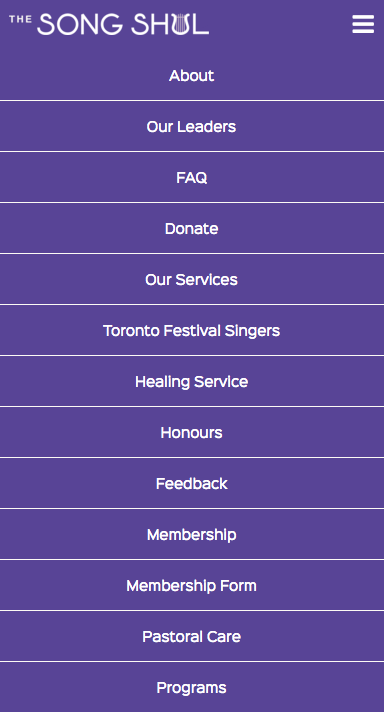 THE SONG SHUL
About
Our Leaders
FAQ
Donate
Our Services
Toronto Festival Singers
Healing Service
Honours
Feedback
Membership
Membership Form
Pastoral Care
Programs